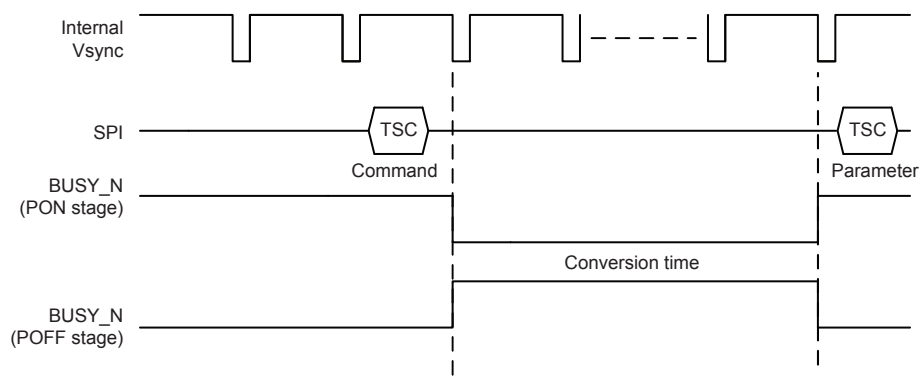 Internal
Vsync
SPI
TSC
TSC
Command
Parameter
BUSY_N
(PON stage)
Conversion time
BUSY_N
(POFF stage)